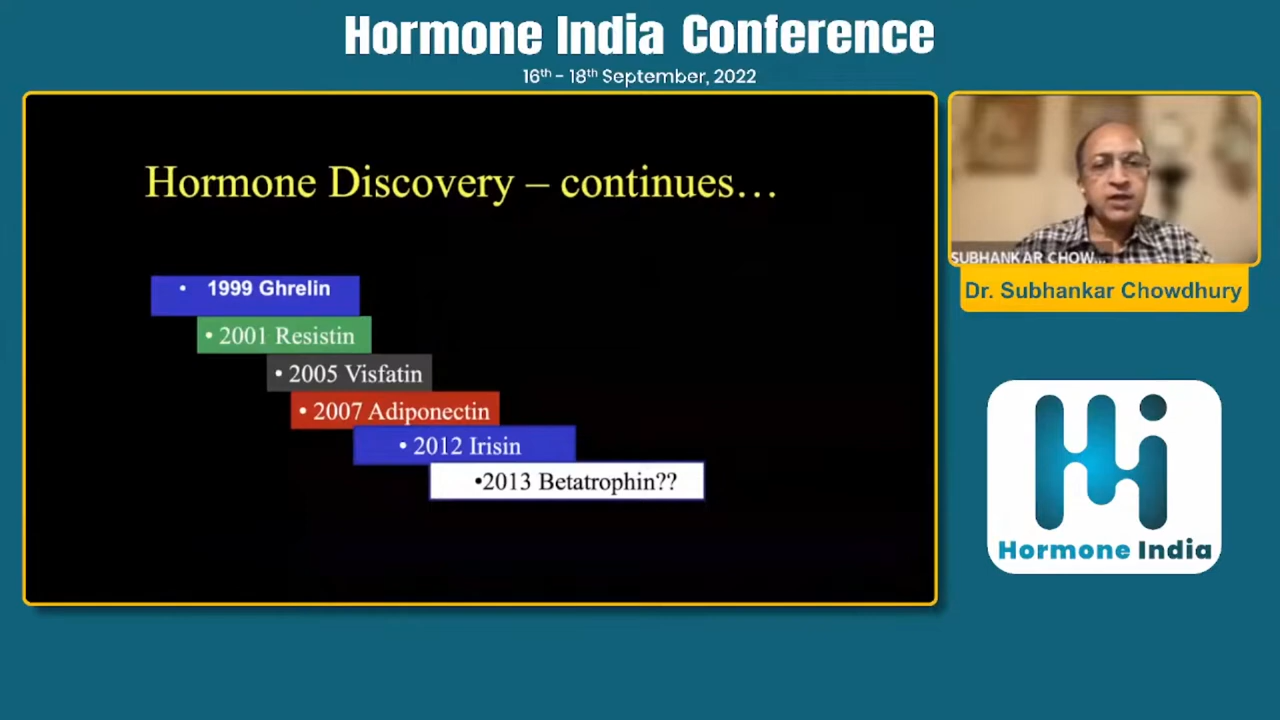 Hormone India Conference
16th - 18th September, 2022
Hormone Discovery – continues…
• 1999 Ghrelin
• 2001 Resistin
• 2005 Visfatin
• 2007 Adiponectin
• 2012 Irisin
•2013 Betatrophin??
SUBHANKAR CHOW...
Dr. Subhankar Chowdhury
Hi
Hormone India